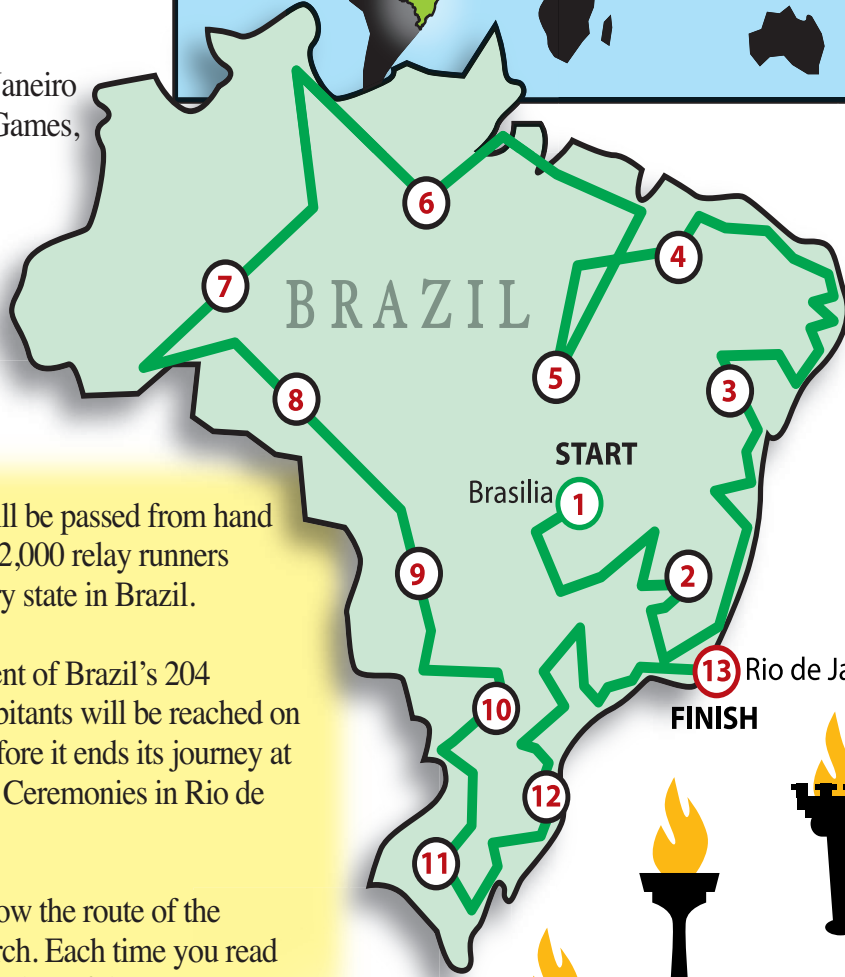 Janeiro
Games,
6
4
7
BRAZIL
5
3
8
START
Brasilia 1
ll be passed from hand
2,000 relay runners
ry state in Brazil.
9
2
ent of Brazil's 204
bitants will be reached on
fore it ends its journey at
Ceremonies in Rio de
13 Rio de Ja
FINISH
10
12
11
ow the route of the
rch. Each time you read